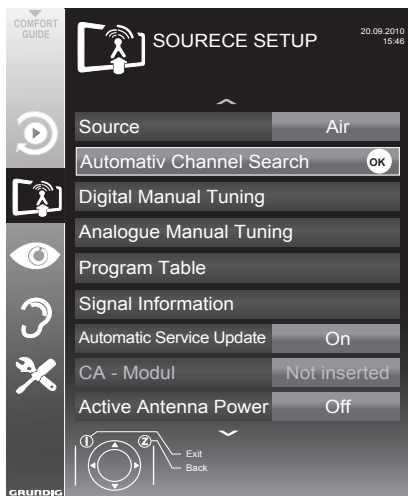 COMFORT
GUIDE
SOURECE SETUP
20.09.2010
15:46
Source Air
Automativ Channel Search OK
Digital Manual Tuning
Analogue Manual Tuning
Program Table
Signal Information
Automatic Service Update On
CA - Modul Not inserted
Active Antenna Power Off
1 2
Exit
Back
GRUNDIG